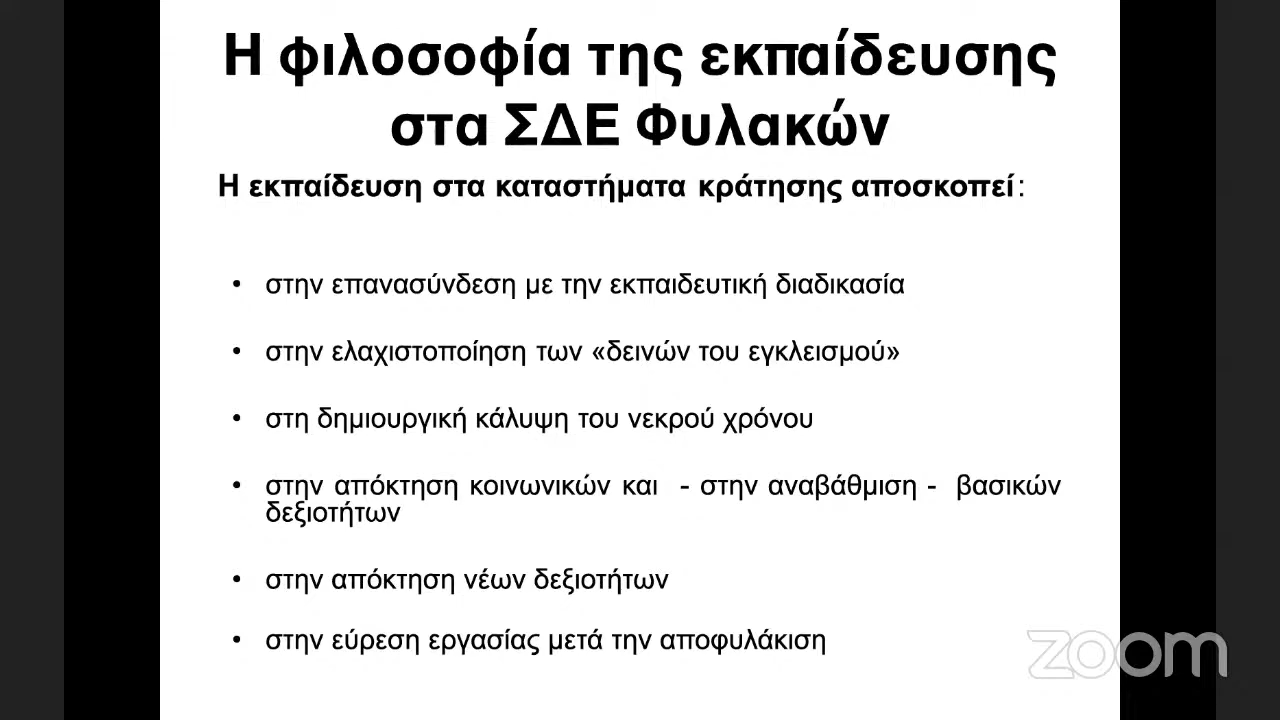 Η φιλοσοφία της εκπαίδευσης
στα ΣΔΕ Φυλακών
Η εκπαίδευση στα καταστήματα κράτησης αποσκοπεί:
• στην επανασύνδεση με την εκπαιδευτική διαδικασία
• στην ελαχιστοποίηση των «δεινών του εγκλεισμού»
• στη δημιουργική κάλυψη του νεκρού χρόνου
• στην απόκτηση κοινωνικών και - στην αναβάθμιση - βασικών
δεξιοτήτων
• στην απόκτηση νέων δεξιοτήτων
• στην εύρεση εργασίας μετά την αποφυλάκιση
zoom